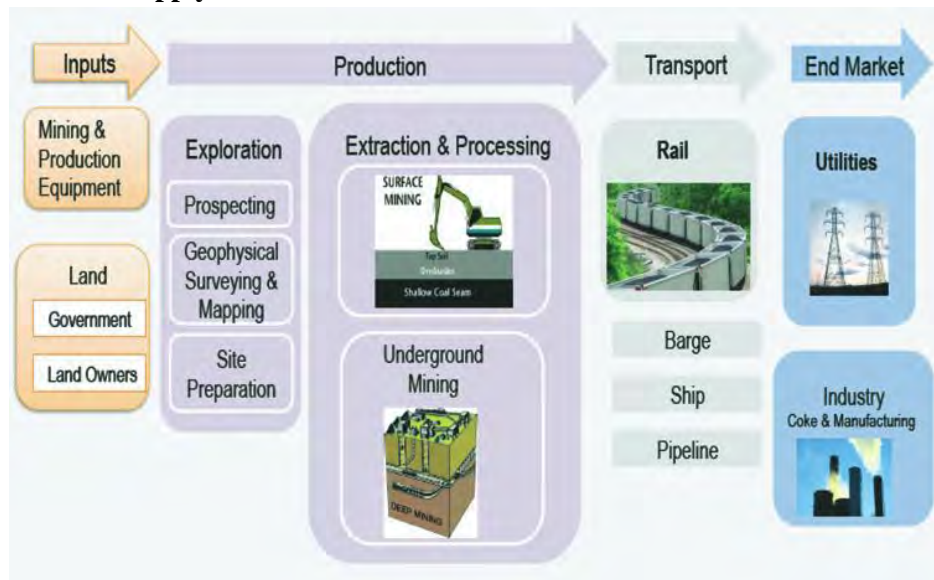 Inputs
Production
Transport
End Market
Mining &
Production
Equipment
Land
Government
Land Owners
Exploration
Prospecting
Geophysical
Surveying &
Mapping
Site
Preparation
Extraction & Processing
SURFACE
MINING
Top Soil
Overburden
Shallow Coal Seam
Underground
Mining
DEEP MINING
Rail
Barge
Ship
Pipeline
Utilities
Industry
Coke & Manufacturing